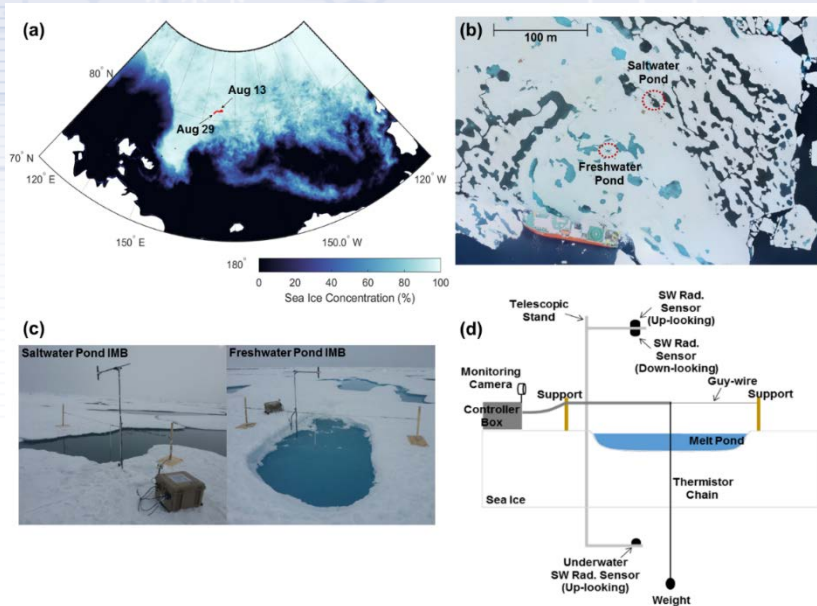 (a)
80°N
Aug 13
Aug 29
70°N
120°E
120°W
150°E
150.0°W
180°
0 20 40 60 80 100
Sea Ice Concentration (%)
(b)
100 m
Saltwater
Pond
Freshwater
Pond
(c)
Saltwater Pond IMB
Freshwater Pond IMB
(d)
Telescopic
Stand
SW Rad.
Sensor
(Up-looking)
SW Rad.
Sensor
(Down-looking)
Monitoring
Camera
Support
Guy-wire
Support
Controller
Box
Melt Pond
Thermistor
Chain
Sea Ice
Underwater
SW Rad. Sensor
(Up-looking)
Weight